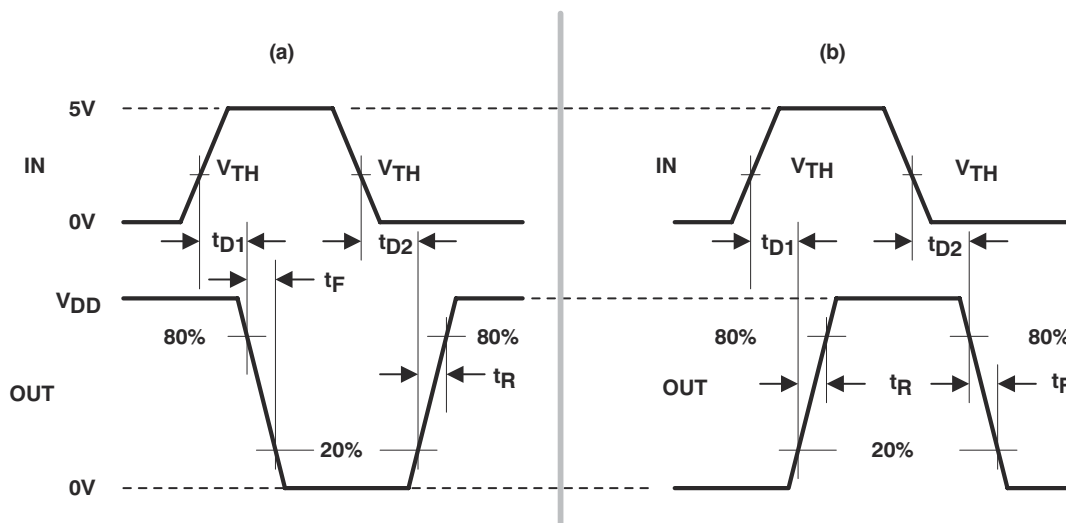 (a) (b)
5V
IN VTH VTH IN VTH VTH
0V
tD1 tD2 tD1 tD2
tF
VDD
80% 80% 80% 80%
OUT tR OUT tR tF
20% 20%
0V